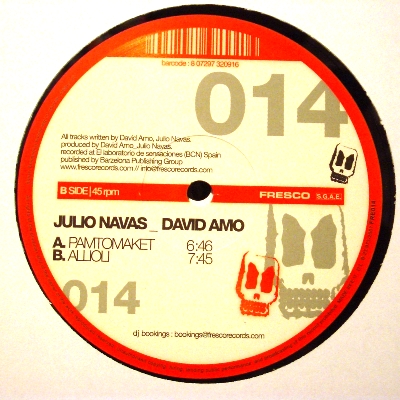 barcode : 8 07297 320916
014
All tracks written by David Amo, Julio Navas.
produced by David Amo, Julio Navas.
recorded at El laboratorio de sensaciones (BCN) Spain
published by Barzelona Publishing Group
www.frescorecords.com // info@frescorecords.com
B SIDE | 45 rpm
FRESCO
S.G.A.E.
JULIO NAVAS _ DAVID AMO
A. PAMTOMAKET 6:46
B. ALLIOLI 7:45
014
dj bookings : bookings@frescorecords.com